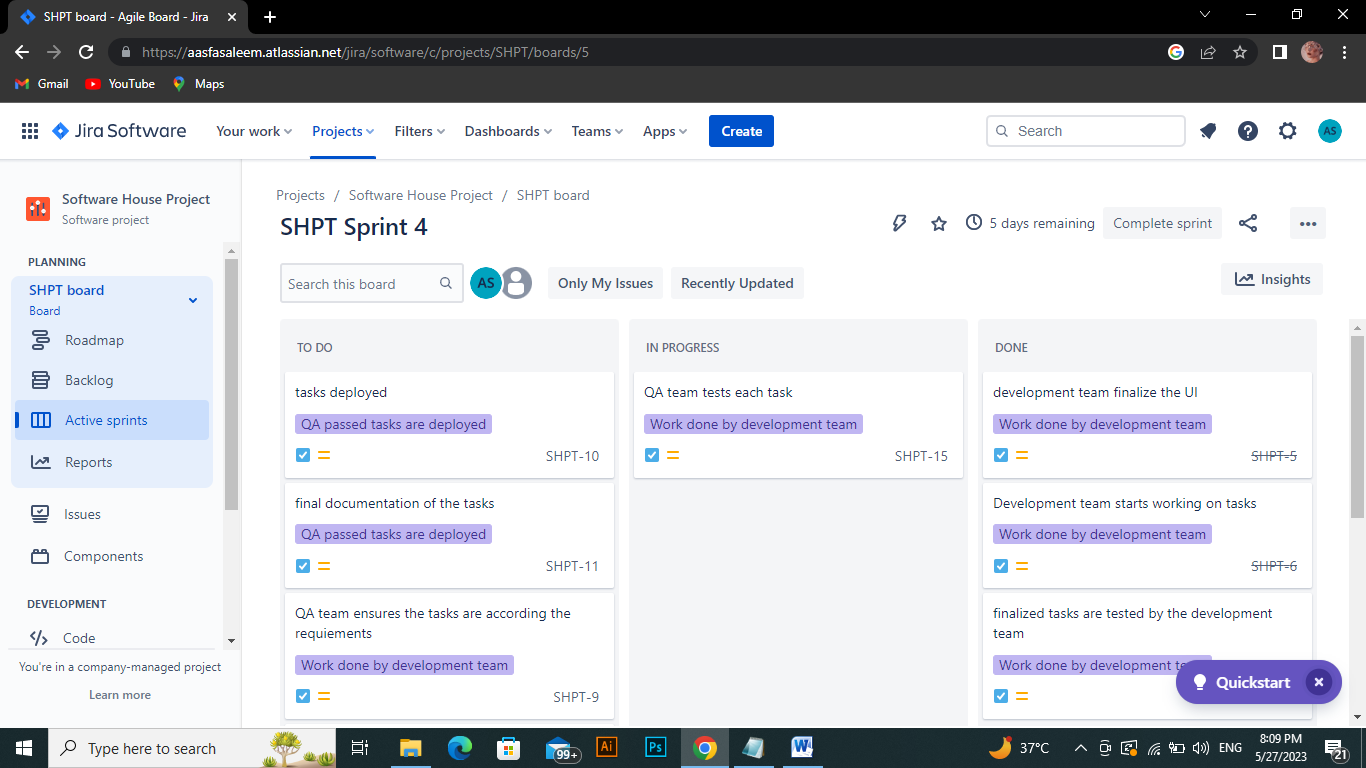 SHPT board - Agile Board - Jira
https://aasfasaleem.atlassian.net/jira/software/c/projects/SHPT/boards/5
Gmail YouTube Maps
Jira Software Your work Projects Filters Dashboards Teams Apps Create Search AS
Software House Project
Software project
PLANNING
SHPT board
Board
Roadmap
Backlog
Active sprints
Reports
Issues
Components
DEVELOPMENT
Code
You're in a company-managed project
Learn more
Projects / Software House Project / SHPT board
SHPT Sprint 4
5 days remaining Complete sprint
Search this board AS Only My Issues Recently Updated Insights
TO DO
tasks deployed
QA passed tasks are deployed
SHPT-10
final documentation of the tasks
QA passed tasks are deployed
SHPT-11
QA team ensures the tasks are according the
requiements
Work done by development team
SHPT-9
IN PROGRESS
QA team tests each task
Work done by development team
SHPT-15
DONE
development team finalize the UI
Work done by development team
SHPT-5
Development team starts working on tasks
Work done by development team
SHPT-6
finalized tasks are tested by the development
team
Work done by development
Quickstart
Type here to search
99+
Ai
Ps
W
37°C
ENG
8:09 PM
5/27/2023
21